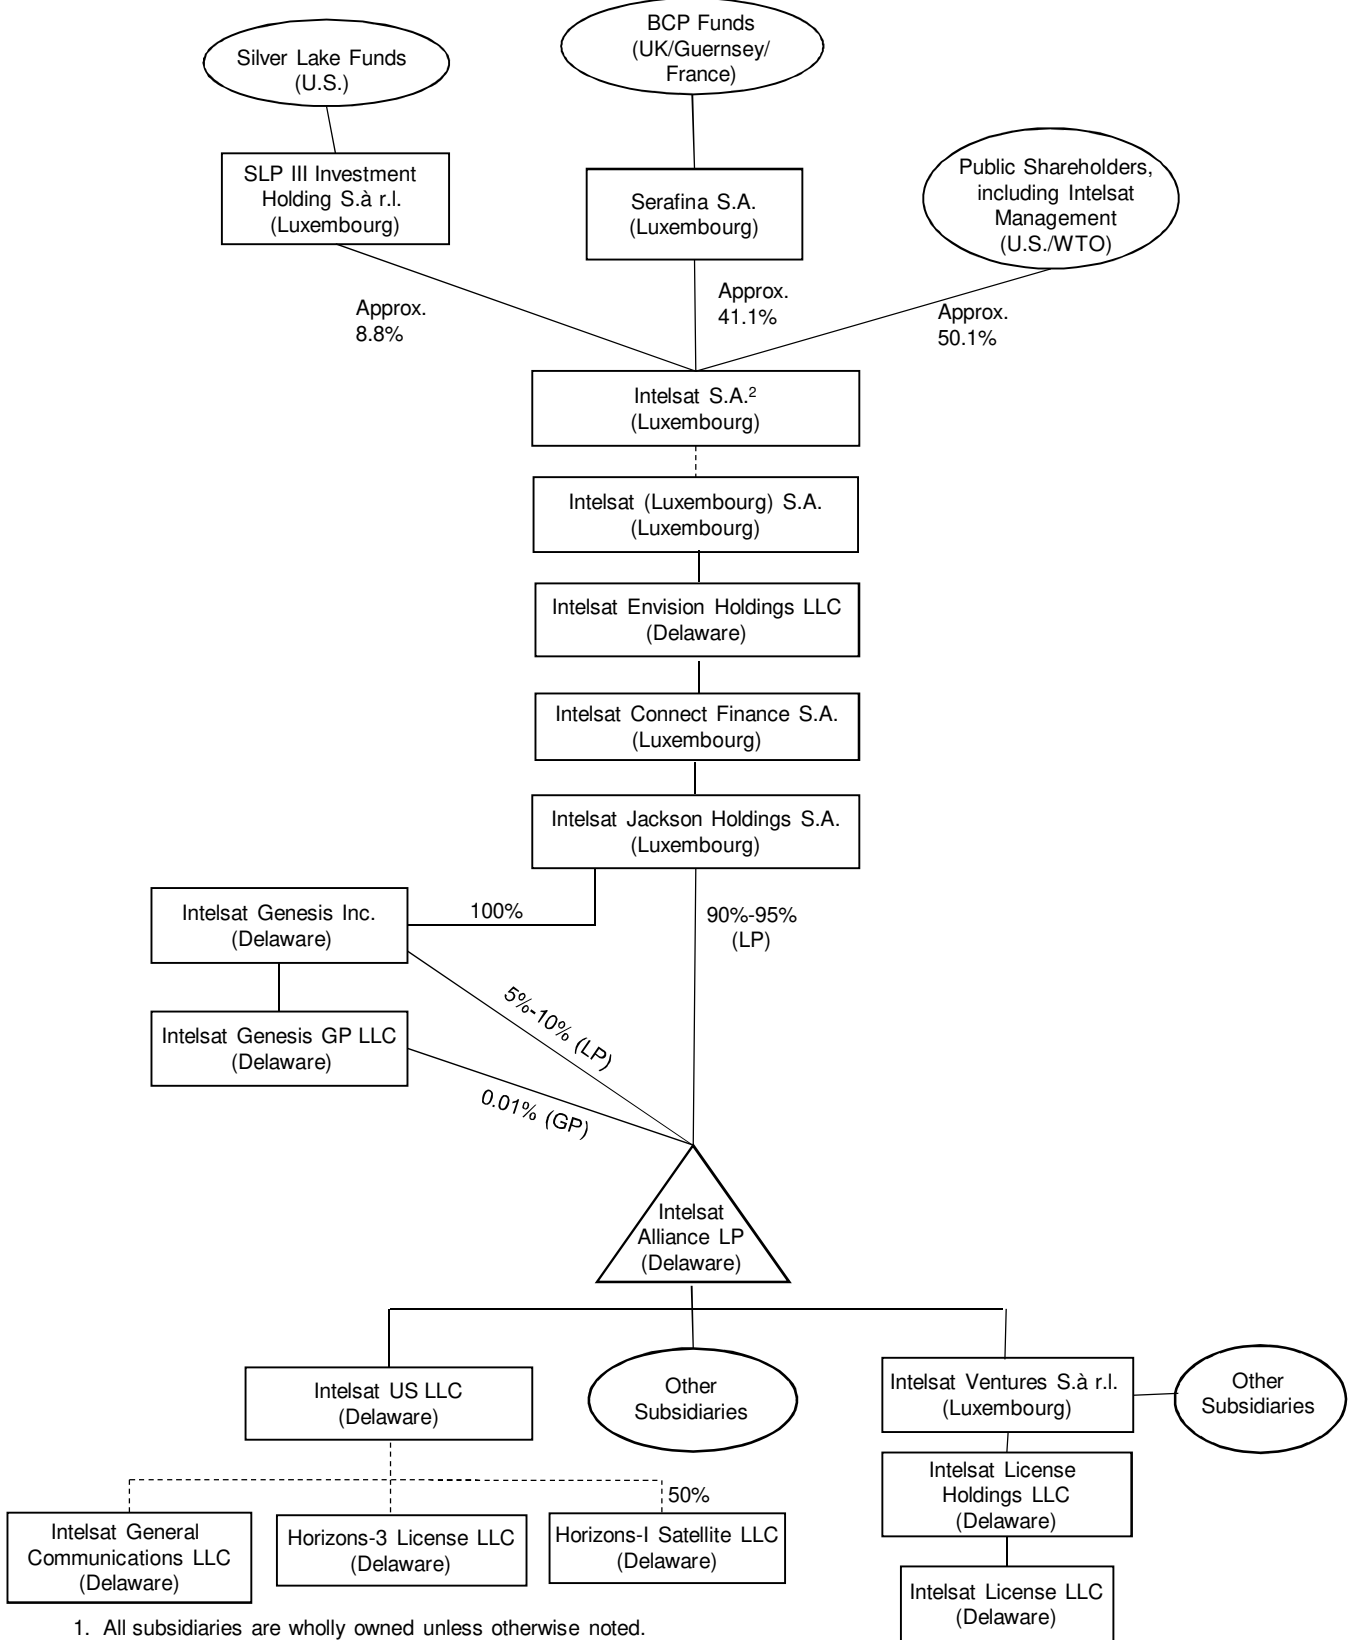 Silver Lake Funds
(U.S.)
BCP Funds
(UK/Guernsey/
France)
SLP III Investment
Holding S.à r.l.
(Luxembourg)
Serafina S.A.
(Luxembourg)
Public Shareholders,
including Intelsat
Management
(U.S./WTO)
Approx.
8.8%
Approx.
41.1%
Approx.
50.1%
Intelsat S.A.²
(Luxembourg)
Intelsat (Luxembourg) S.A.
(Luxembourg)
Intelsat Envision Holdings LLC
(Delaware)
Intelsat Connect Finance S.A.
(Luxembourg)
Intelsat Jackson Holdings S.A.
(Luxembourg)
Intelsat Genesis Inc.
(Delaware)
100%
90%-95%
(LP)
Intelsat Genesis GP LLC
(Delaware)
5%-10% (LP)
0.01% (GP)
Intelsat
Alliance LP
(Delaware)
Intelsat US LLC
(Delaware)
Other
Subsidiaries
Intelsat Ventures S.à r.l.
(Luxembourg)
Other
Subsidiaries
Intelsat General
Communications LLC
(Delaware)
Horizons-3 License LLC
(Delaware)
50%
Horizons-I Satellite LLC
(Delaware)
Intelsat License
Holdings LLC
(Delaware)
Intelsat License LLC
(Delaware)
1. All subsidiaries are wholly owned unless otherwise noted.